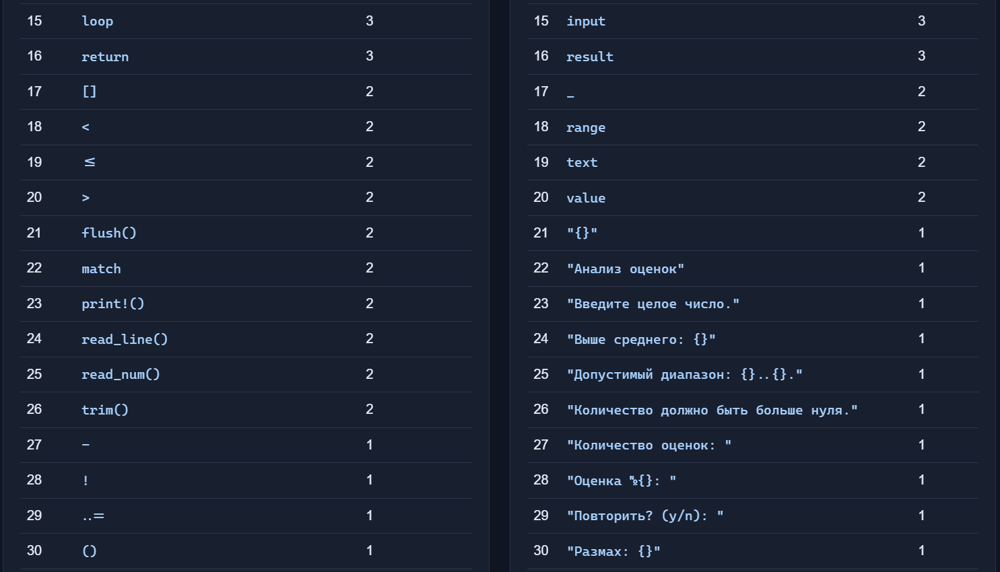 15 loop 3
16 return 3
17 [] 2
18 < 2
19 <= 2
20 > 2
21 flush() 2
22 match 2
23 print!() 2
24 read_line() 2
25 read_num() 2
26 trim() 2
27 - 1
28 ! 1
29 ..= 1
30 () 1
15 input 3
16 result 3
17 _ 2
18 range 2
19 text 2
20 value 2
21 "{}" 1
22 "Анализ оценок" 1
23 "Введите целое число." 1
24 "Выше среднего: {}" 1
25 "Допустимый диапазон: {}..{}." 1
26 "Количество должно быть больше нуля." 1
27 "Количество оценок: " 1
28 "Оценка №{}: " 1
29 "Повторить? (y/n): " 1
30 "Размах: {}" 1